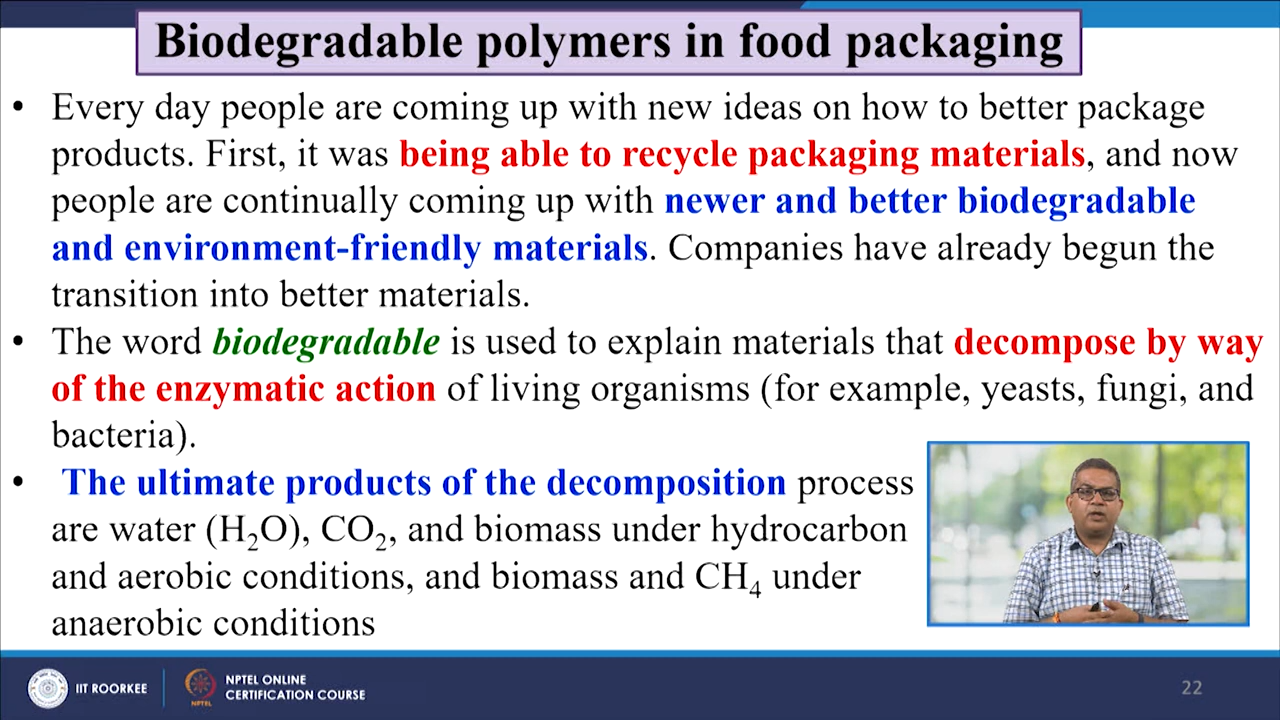 Biodegradable polymers in food packaging
• Every day people are coming up with new ideas on how to better package
products. First, it was being able to recycle packaging materials, and now
people are continually coming up with newer and better biodegradable
and environment-friendly materials. Companies have already begun the
transition into better materials.
• The word biodegradable is used to explain materials that decompose by way
of the enzymatic action of living organisms (for example, yeasts, fungi, and
bacteria).
• The ultimate products of the decomposition process
are water (H₂O), CO₂, and biomass under hydrocarbon
and aerobic conditions, and biomass and CH₄ under
anaerobic conditions
IIT ROORKEE
NPTEL
NPTEL ONLINE
CERTIFICATION COURSE
22